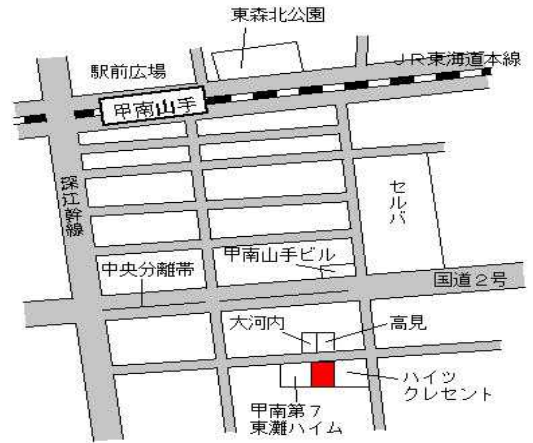 東森北公園
駅前広場
JR東海道本線
甲南山手
深江幹線
セルバ
甲南山手ビル
中央分離帯
国道２号
大河内
高見
ハイツ
クレセント
甲南第７
東灘ハイム